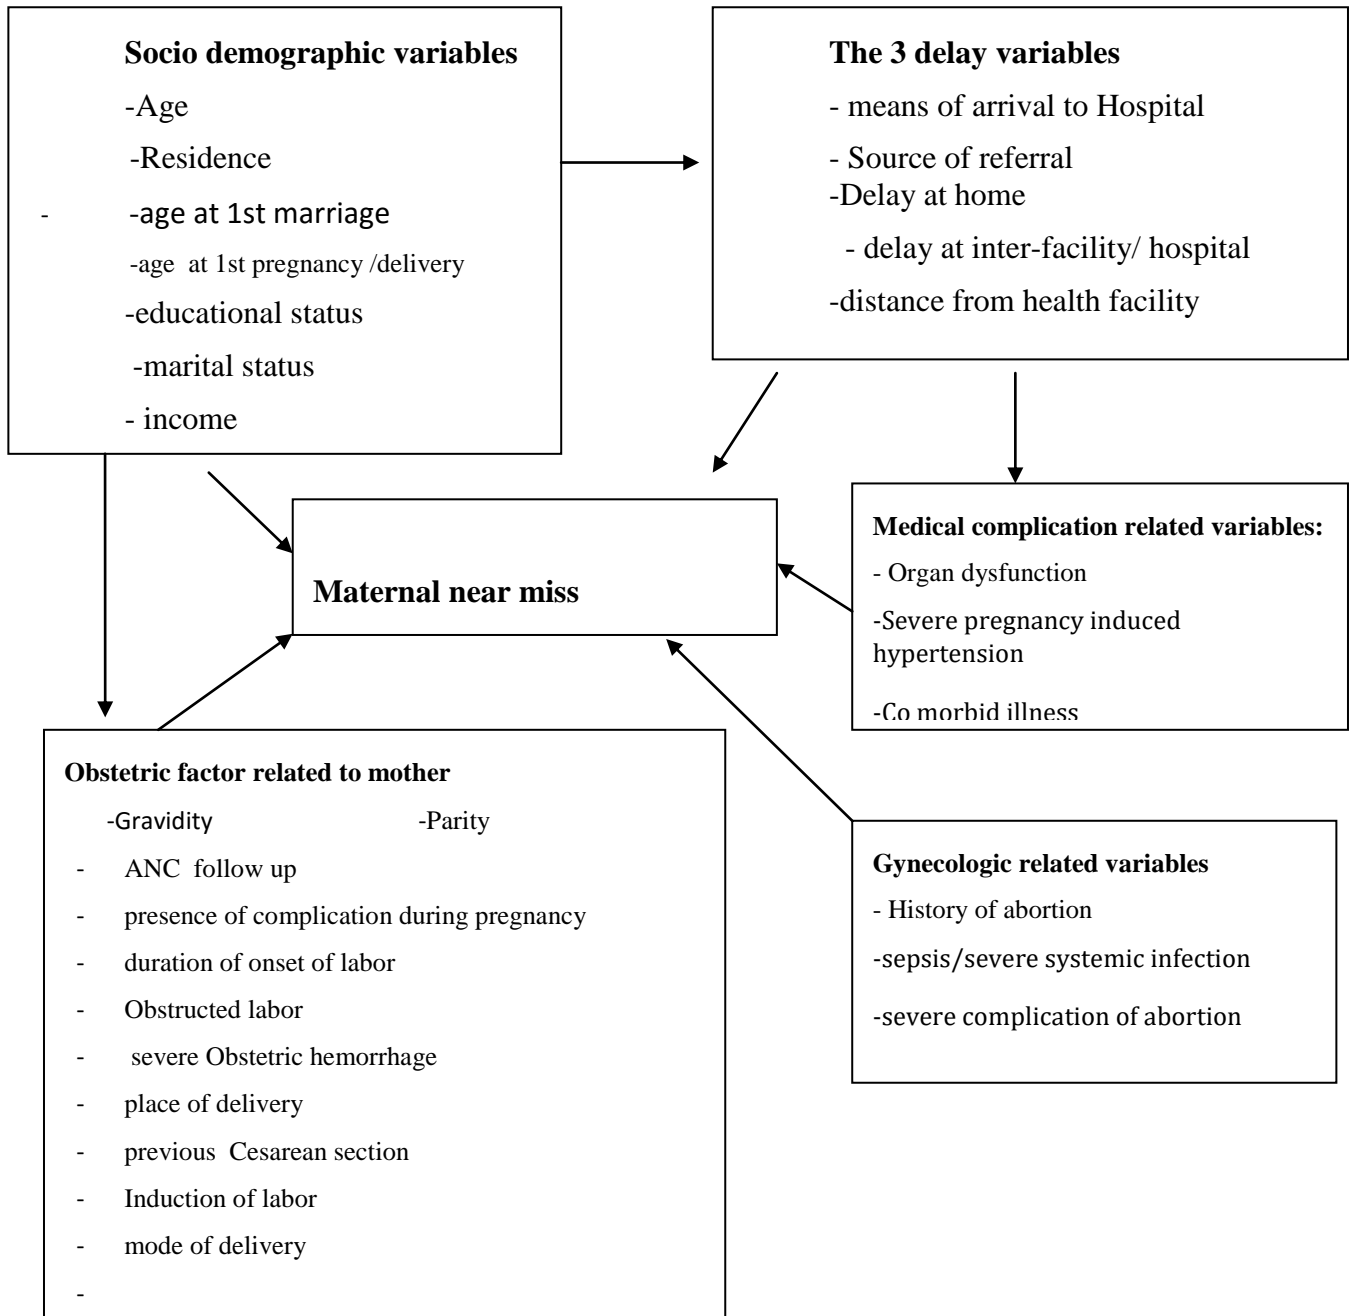 Socio demographic variables
-Age
-Residence
- -age at 1st marriage
-age at 1st pregnancy /delivery
-educational status
-marital status
- income
The 3 delay variables
- means of arrival to Hospital
- Source of referral
-Delay at home
- delay at inter-facility/ hospital
-distance from health facility
Maternal near miss
Medical complication related variables:
- Organ dysfunction
-Severe pregnancy induced
hypertension
-Co morbid illness
Obstetric factor related to mother
-Gravidity -Parity
- ANC follow up
- presence of complication during pregnancy
- duration of onset of labor
- Obstructed labor
- severe Obstetric hemorrhage
- place of delivery
- previous Cesarean section
- Induction of labor
- mode of delivery
-
Gynecologic related variables
- History of abortion
-sepsis/severe systemic infection
-severe complication of abortion